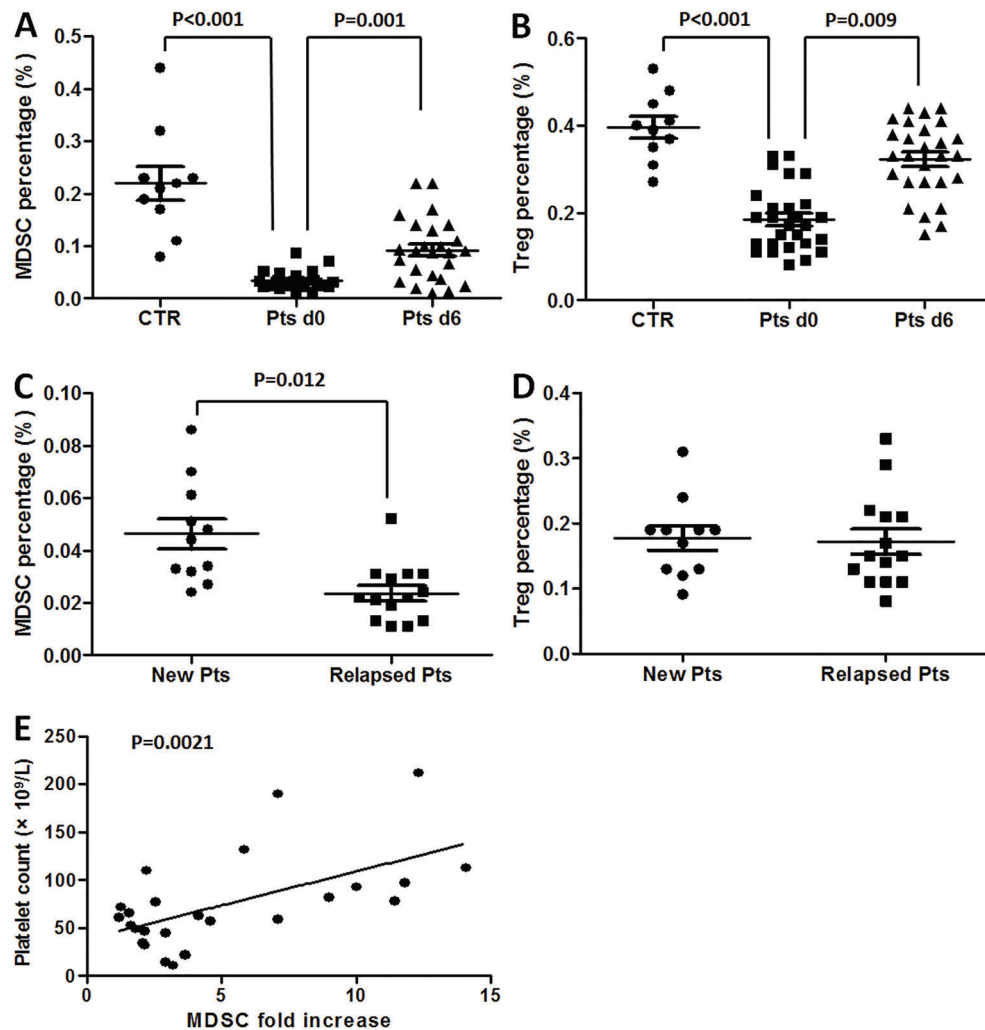 A
P<0.001
P=0.001
MDSC percentage (%)
0.5
0.4
0.3
0.2
0.1
0.0
CTR
Pts d0
Pts d6
B
P<0.001
P=0.009
Treg percentage (%)
0.6
0.4
0.2
0.0
CTR
Pts d0
Pts d6
C
P=0.012
MDSC percentage (%)
0.10
0.08
0.06
0.04
0.02
0.00
New Pts
Relapsed Pts
D
Treg percentage (%)
0.4
0.3
0.2
0.1
0.0
New Pts
Relapsed Pts
E
P=0.0021
Platelet count (× 10⁹/L)
250
200
150
100
50
0
0
5
10
15
MDSC fold increase